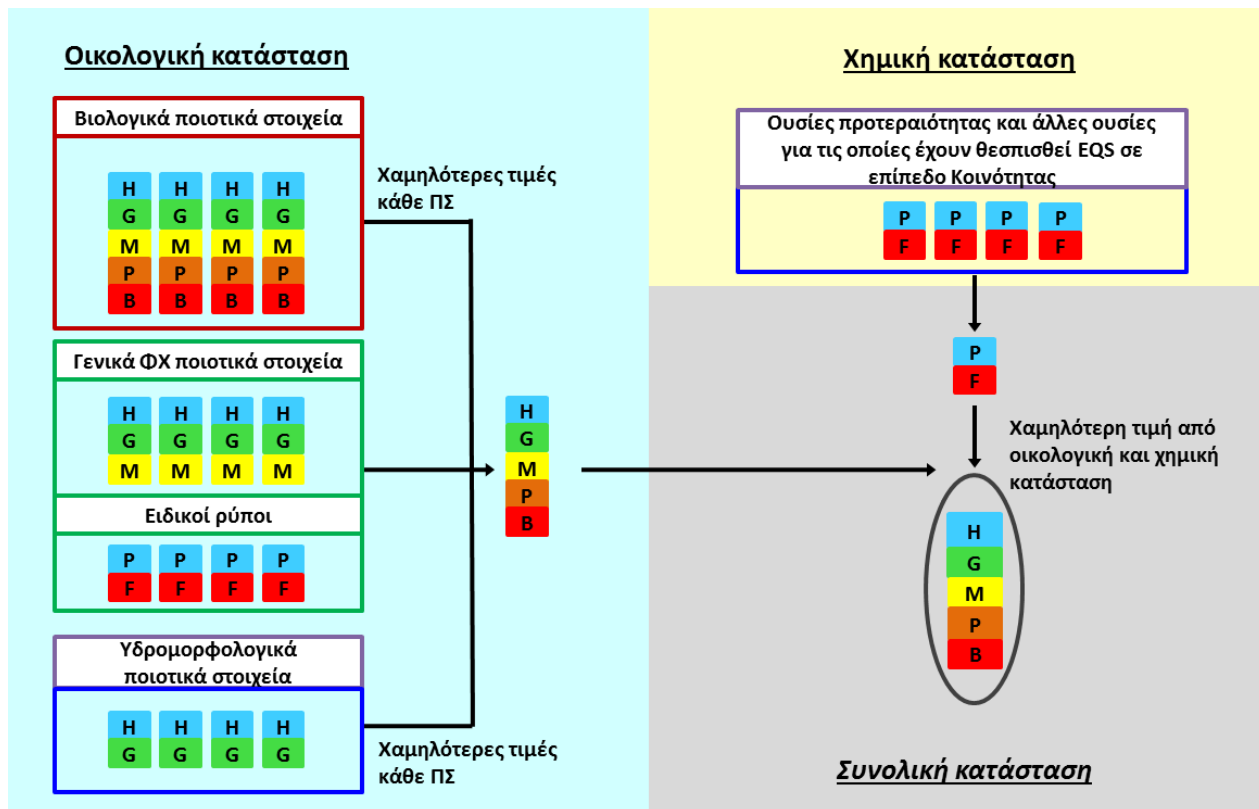 Οικολογική κατάσταση
Βιολογικά ποιοτικά στοιχεία
H H H H
G G G G
M M M M
P P P P
B B B B
Χαμηλότερες τιμές
κάθε ΠΣ
Γενικά ΦΧ ποιοτικά στοιχεία
H H H H
G G G G
M M M M
Ειδικοί ρύποι
P P P P
F F F F
Υδρομορφολογικά
ποιοτικά στοιχεία
H H H H
G G G G
Χαμηλότερες τιμές
κάθε ΠΣ
H
G
M
P
B
Χημική κατάσταση
Ουσίες προτεραιότητας και άλλες ουσίες
για τις οποίες έχουν θεσπισθεί EQS σε
επίπεδο Κοινότητας
P P P P
F F F F
P
F
Χαμηλότερη τιμή από
οικολογική και χημική
κατάσταση
H
G
M
P
B
Συνολική κατάσταση